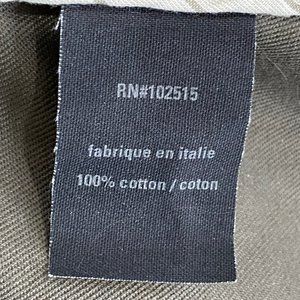 RN#102515
fabrique en italie
100% cotton / coton